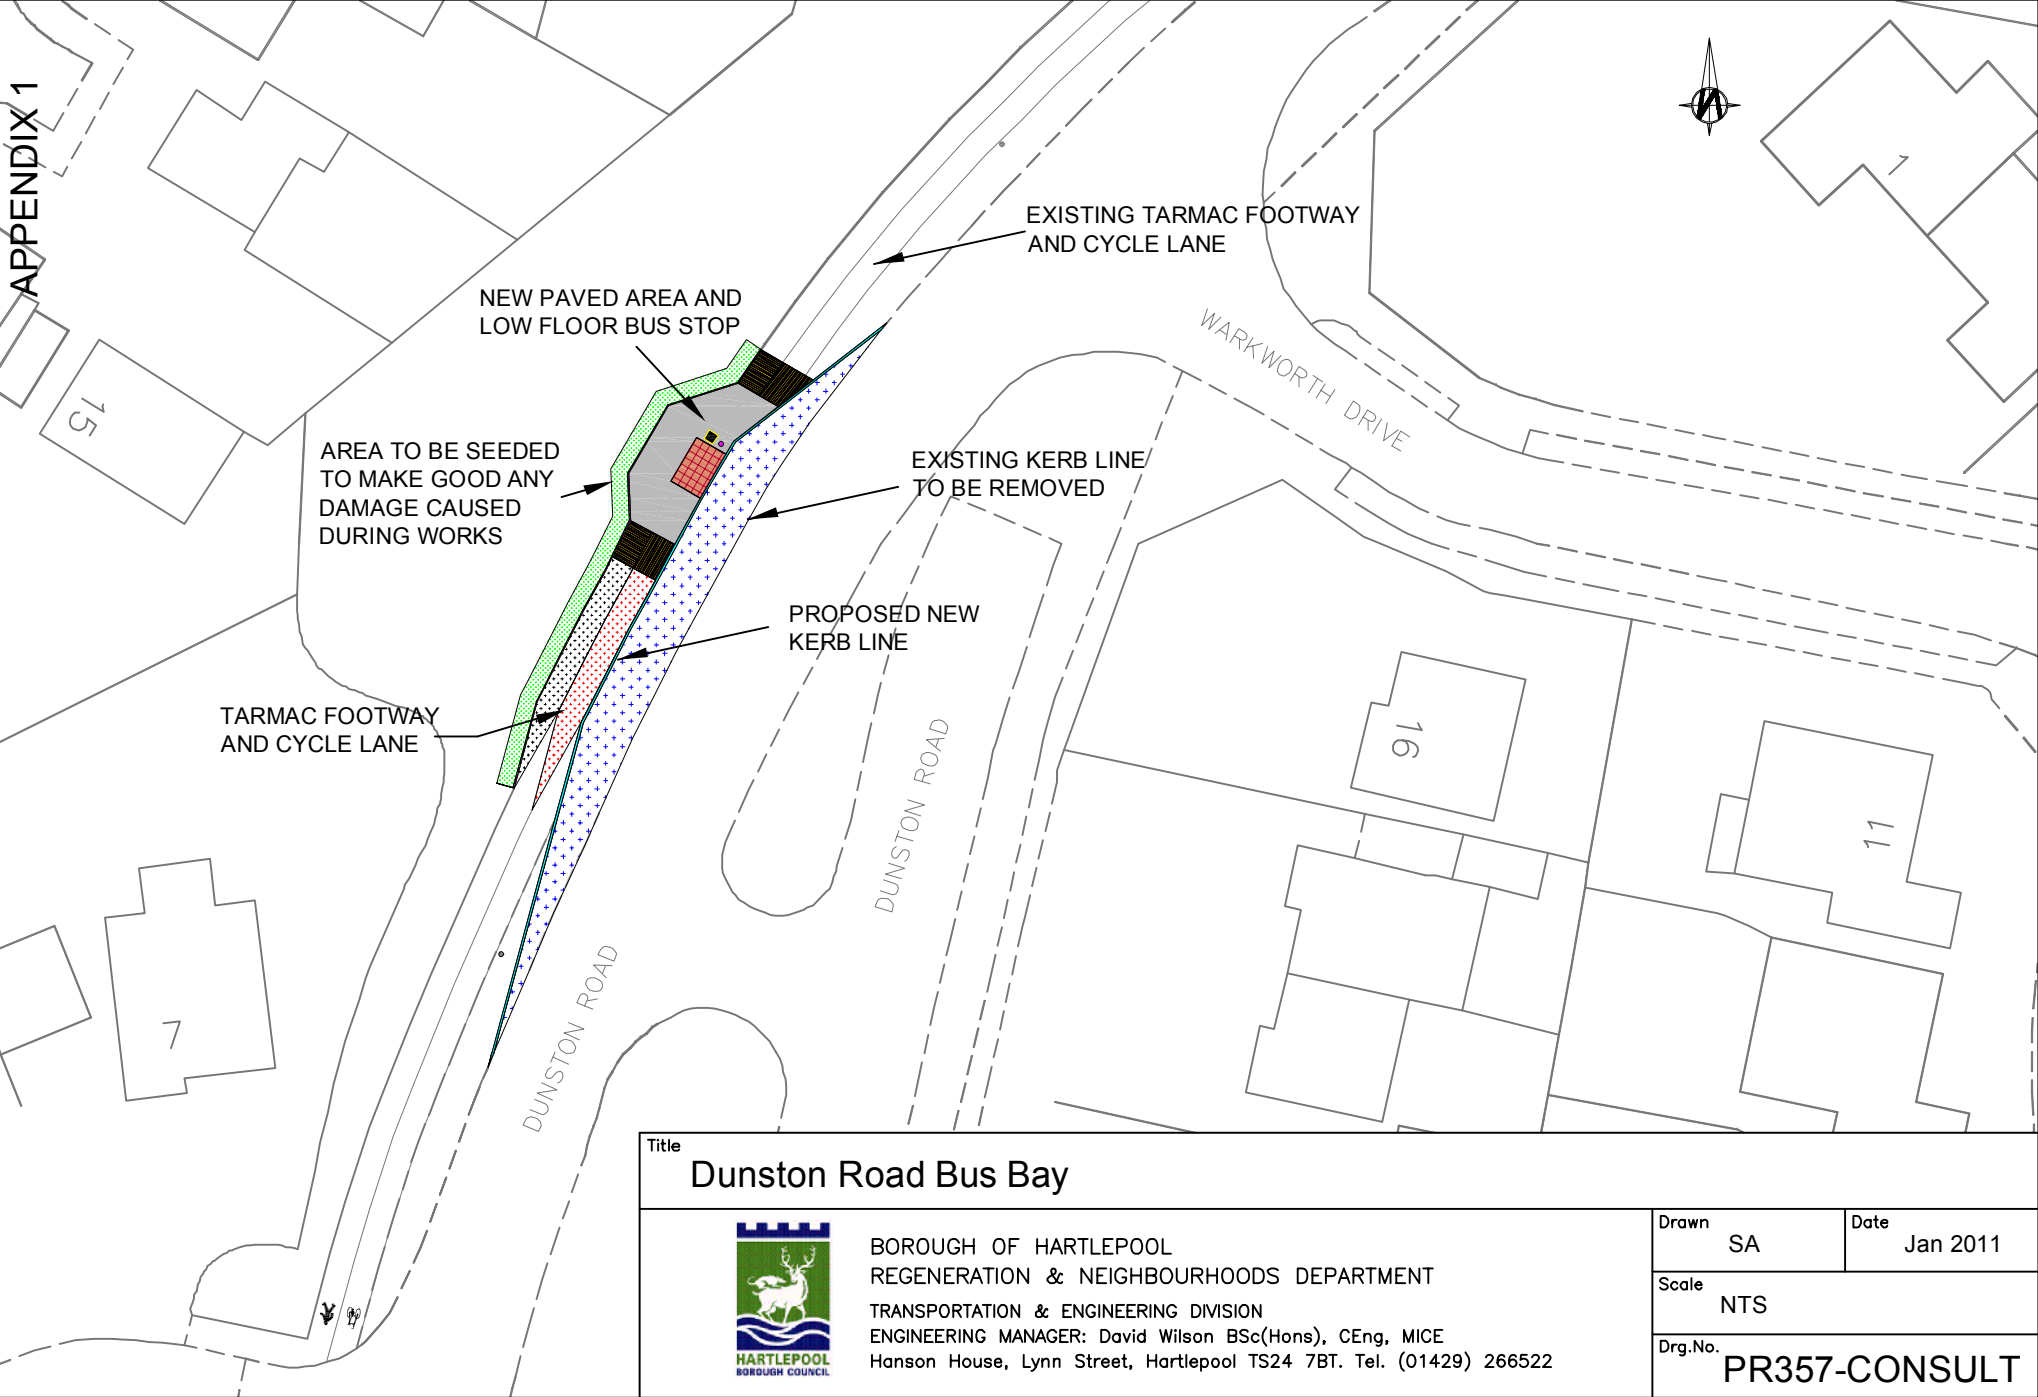 APPENDIX 1
N
1
EXISTING TARMAC FOOTWAY
AND CYCLE LANE
NEW PAVED AREA AND
LOW FLOOR BUS STOP
WARKWORTH DRIVE
15
AREA TO BE SEEDED
TO MAKE GOOD ANY
DAMAGE CAUSED
DURING WORKS
EXISTING KERB LINE
TO BE REMOVED
PROPOSED NEW
KERB LINE
TARMAC FOOTWAY
AND CYCLE LANE
16
11
DUNSTON ROAD
7
DUNSTON ROAD
Title
Dunston Road Bus Bay
BOROUGH OF HARTLEPOOL
REGENERATION & NEIGHBOURHOODS DEPARTMENT
TRANSPORTATION & ENGINEERING DIVISION
ENGINEERING MANAGER: David Wilson BSc(Hons), CEng, MICE
Hanson House, Lynn Street, Hartlepool TS24 7BT. Tel. (01429) 266522
HARTLEPOOL
BOROUGH COUNCIL
Drawn
SA
Date
Jan 2011
Scale
NTS
Drg.No.
PR357-CONSULT